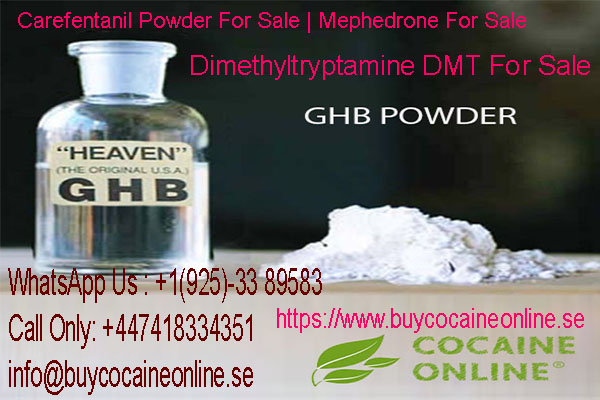 Carefentanil Powder For Sale | Mephedrone For Sale
Dimethyltryptamine DMT For Sale
GHB POWDER
"HEAVEN"
(THE ORIGINAL U.S.A.)
GHB
WhatsApp Us : +1(925)-33 89583
Call Only: +447418334351
https://www.buycocaineonline.se
info@buycocaineonline.se
COCAINE
ONLINE®